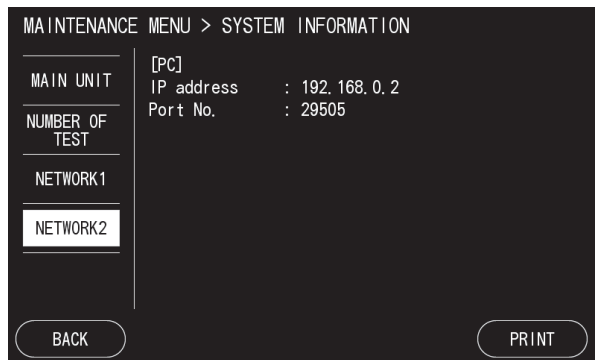 MAINTENANCE MENU > SYSTEM INFORMATION
MAIN UNIT
NUMBER OF
TEST
NETWORK1
NETWORK2
[PC]
IP address : 192.168.0.2
Port No. : 29505
BACK
PRINT